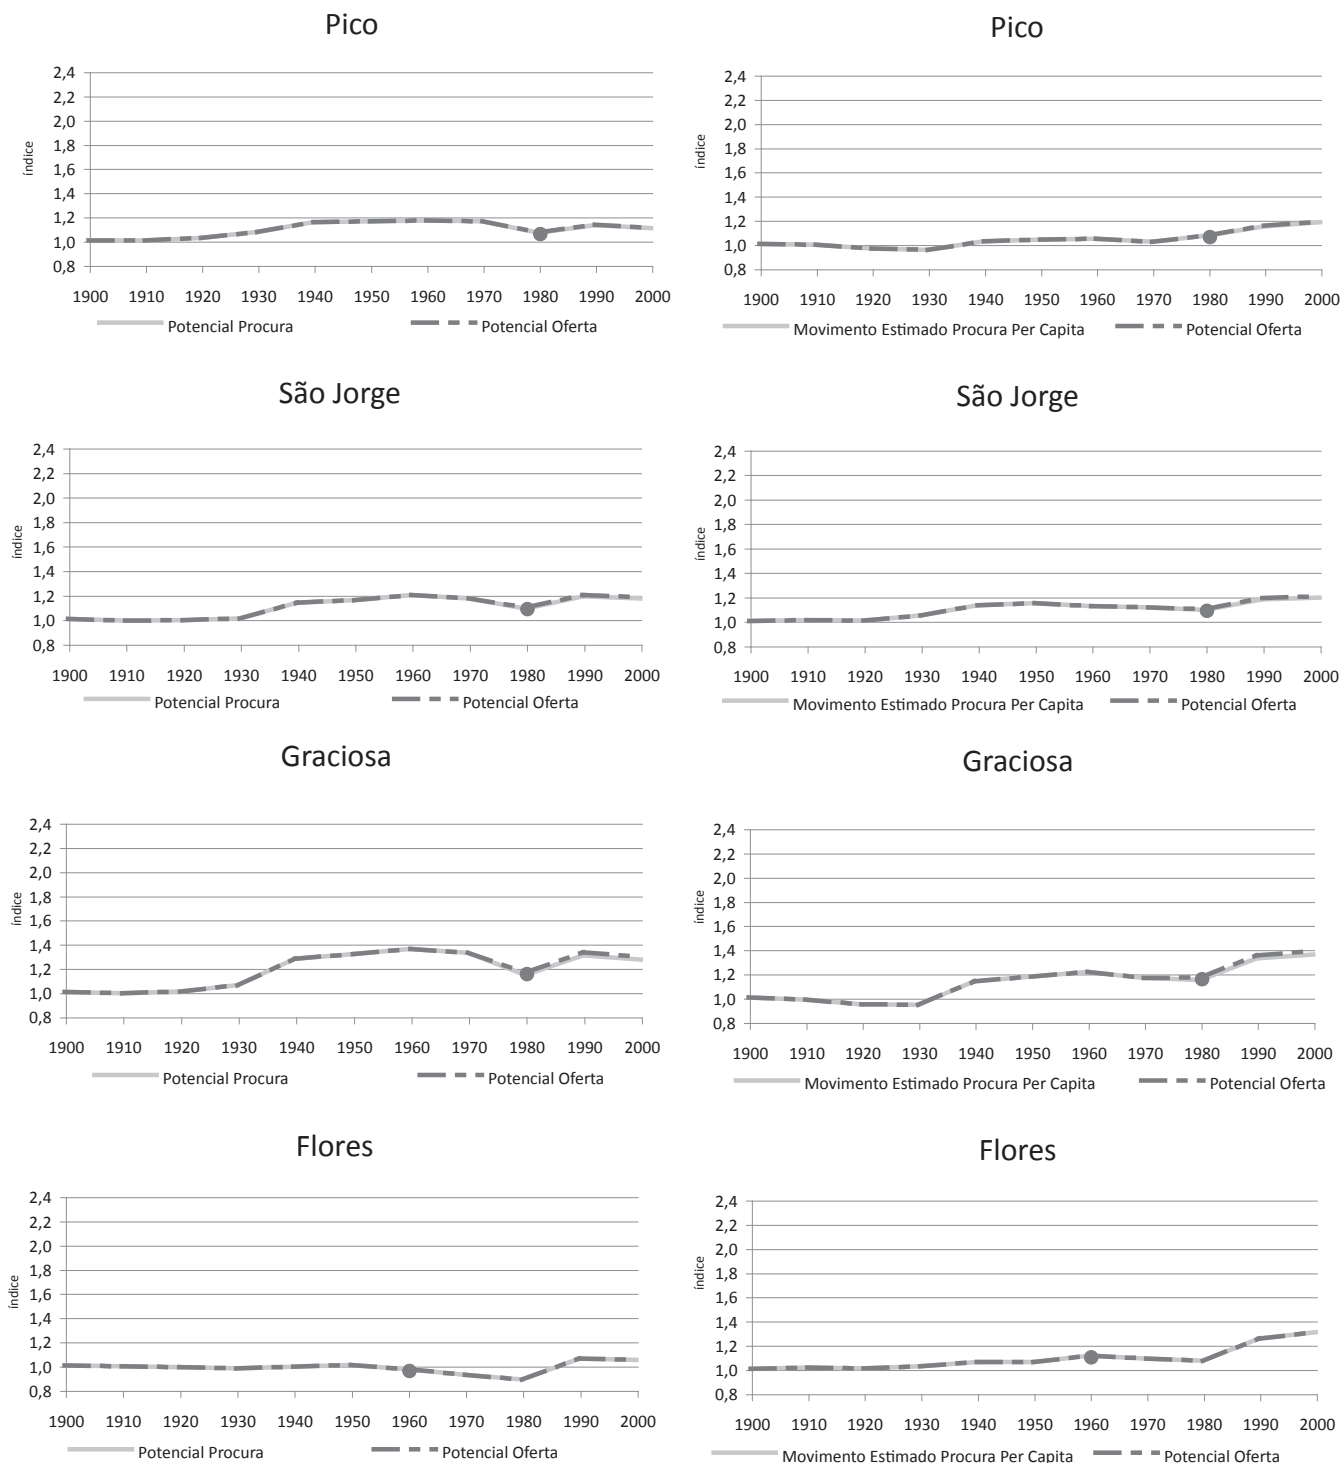 Pico
índice
2,4
2,2
2,0
1,8
1,6
1,4
1,2
1,0
0,8
1900 1910 1920 1930 1940 1950 1960 1970 1980 1990 2000
Potencial Procura Potencial Oferta
Pico
índice
2,4
2,2
2,0
1,8
1,6
1,4
1,2
1,0
0,8
1900 1910 1920 1930 1940 1950 1960 1970 1980 1990 2000
Movimento Estimado Procura Per Capita Potencial Oferta
São Jorge
índice
2,4
2,2
2,0
1,8
1,6
1,4
1,2
1,0
0,8
1900 1910 1920 1930 1940 1950 1960 1970 1980 1990 2000
Potencial Procura Potencial Oferta
São Jorge
índice
2,4
2,2
2,0
1,8
1,6
1,4
1,2
1,0
0,8
1900 1910 1920 1930 1940 1950 1960 1970 1980 1990 2000
Movimento Estimado Procura Per Capita Potencial Oferta
Graciosa
índice
2,4
2,2
2,0
1,8
1,6
1,4
1,2
1,0
0,8
1900 1910 1920 1930 1940 1950 1960 1970 1980 1990 2000
Potencial Procura Potencial Oferta
Graciosa
índice
2,4
2,2
2,0
1,8
1,6
1,4
1,2
1,0
0,8
1900 1910 1920 1930 1940 1950 1960 1970 1980 1990 2000
Movimento Estimado Procura Per Capita Potencial Oferta
Flores
índice
2,4
2,2
2,0
1,8
1,6
1,4
1,2
1,0
0,8
1900 1910 1920 1930 1940 1950 1960 1970 1980 1990 2000
Potencial Procura Potencial Oferta
Flores
índice
2,4
2,2
2,0
1,8
1,6
1,4
1,2
1,0
0,8
1900 1910 1920 1930 1940 1950 1960 1970 1980 1990 2000
Movimento Estimado Procura Per Capita Potencial Oferta